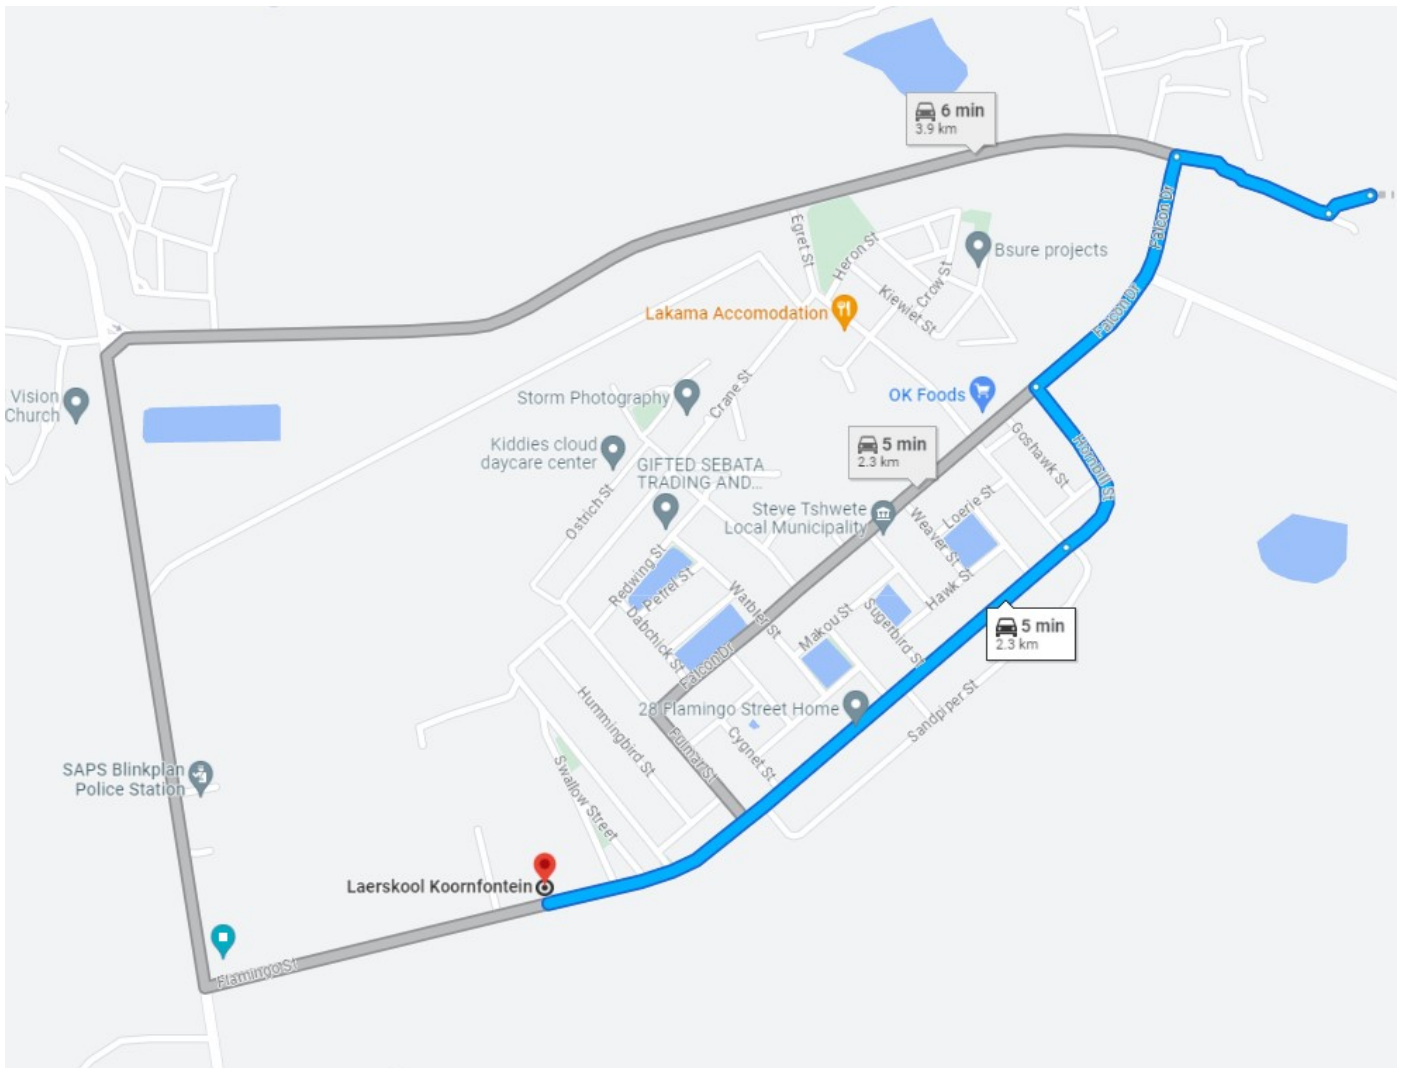 6 min
3.9 km
Falcon Dr
Egret St
Heron St
Bsure projects
Crow St
Kiewiet St
Falcon Dr
Lakama Accomodation
Vision
Church
Storm Photography
Crane St
OK Foods
Kiddies cloud
daycare center
5 min
2.3 km
Goshawk St
Hornbill St
GIFTED SEBATA
TRADING AND...
Ostrich St
Steve Tshwete
Local Municipality
Loerie St
Weaver St
Redwing St
Petrel St
Hawk St
Warbler St
Dabchick St
Makou St
Sugerbird St
5 min
2.3 km
Falcon Dr
28 Flamingo Street Home
Sandpiper St
Hummingbird St
Fulmar St
Cygnet St
SAPS Blinkplan
Police Station
Swallow Street
Laerskool Koornfontein
Flamingo St